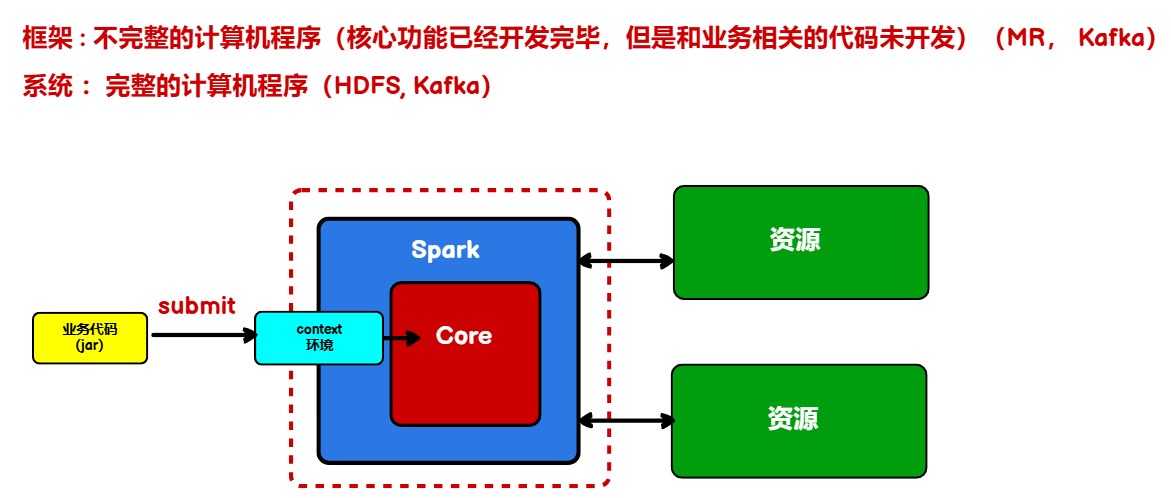 框架 : 不完整的计算机程序（核心功能已经开发完毕，但是和业务相关的代码未开发）（MR， Kafka）
系统 ： 完整的计算机程序（HDFS, Kafka）
资源
Spark
submit
业务代码
(jar)
context
环境
Core
资源